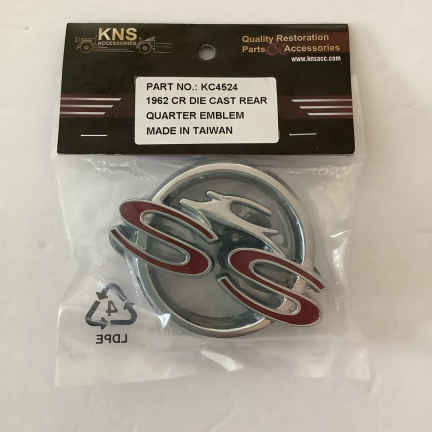 KNS
ACCESSORIES
Quality Restoration
Parts & Accessories
www.knsacc.com
PART NO.: KC4524
1962 CR DIE CAST REAR
QUARTER EMBLEM
MADE IN TAIWAN
SS
4
LDPE